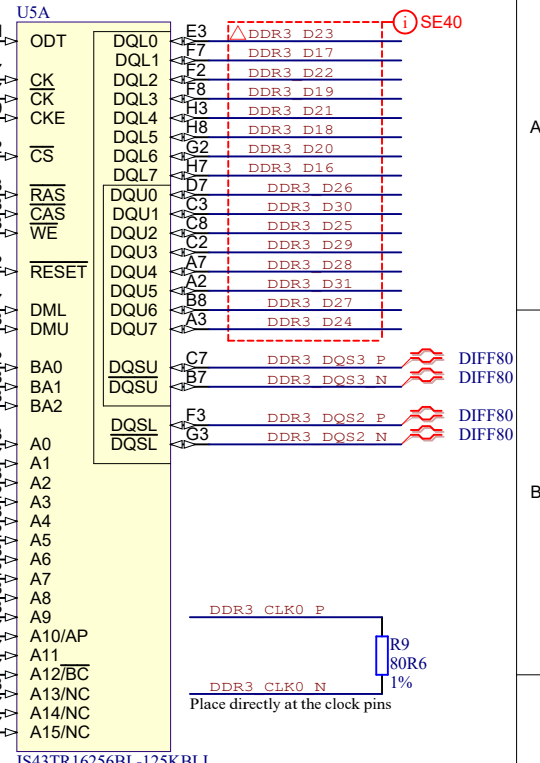 U5A
i SE40
ODT DQL0 E3 DDR3_D23
DQL1 F7 DDR3_D17
CK DQL2 F2 DDR3_D22
CK DQL3 F8 DDR3_D19
CKE DQL4 H3 DDR3_D21
DQL5 H8 DDR3_D18
CS DQL6 G2 DDR3_D20
DQL7 H7 DDR3_D16
RAS DQU0 D7 DDR3_D26
CAS DQU1 C3 DDR3_D30
WE DQU2 C8 DDR3_D25
DQU3 C2 DDR3_D29
RESET DQU4 A7 DDR3_D28
DQU5 A2 DDR3_D31
DML DQU6 B8 DDR3_D27
DMU DQU7 A3 DDR3_D24
BA0 DQSU C7 DDR3_DQS3_P DIFF80
BA1 DQSU B7 DDR3_DQS3_N DIFF80
BA2
DQSL F3 DDR3_DQS2_P DIFF80
A0 DQSL G3 DDR3_DQS2_N DIFF80
A1
A2
A3
A4
A5
A6
A7
A8
A9
A10/AP
A11
A12/BC
A13/NC
A14/NC
A15/NC
DDR3_CLK0_P
R9
80R6
1%
DDR3_CLK0_N
Place directly at the clock pins
IS43TR16256BL-125KBLI
A
B